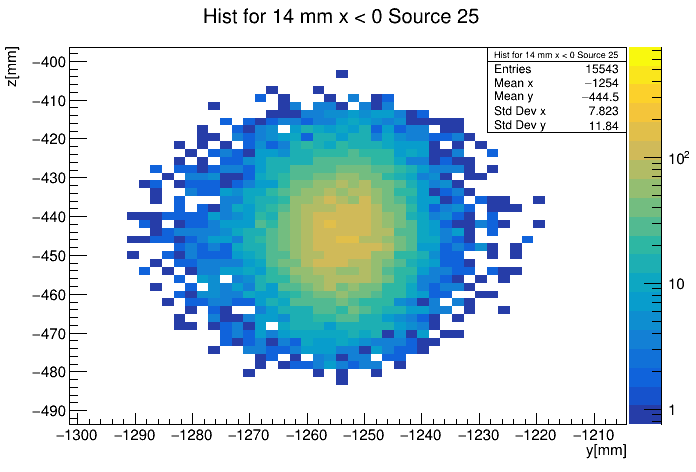 Hist for 14 mm x < 0 Source 25
z[mm]
Hist for 14 mm x < 0 Source 25
Entries 15543
Mean x −1254
Mean y −444.5
Std Dev x 7.823
Std Dev y 11.84
−400
−410
−420
−430
−440
−450
−460
−470
−480
−490
10²
10
1
−1300 −1290 −1280 −1270 −1260 −1250 −1240 −1230 −1220 −1210
y[mm]